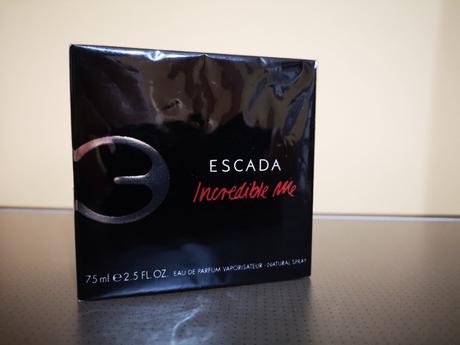 ESCADA
Incredible Me
75 ml ℮ 2.5 FL. OZ. EAU DE PARFUM VAPORISATEUR - NATURAL SPRAY